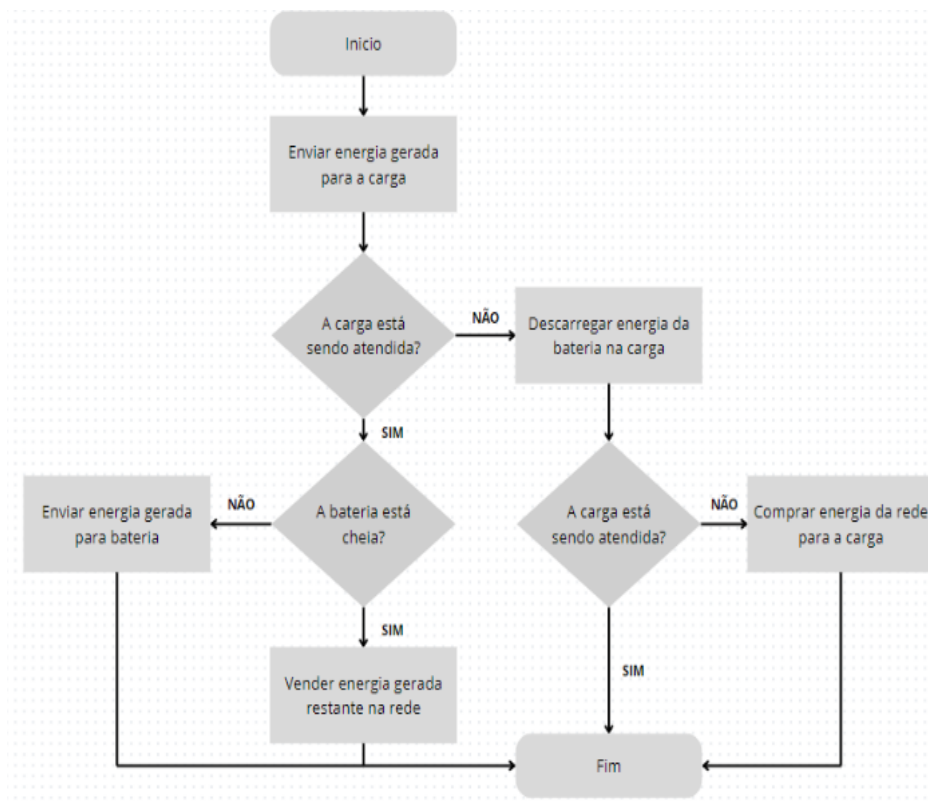 Inicio
Enviar energia gerada
para a carga
A carga está
sendo atendida?
NÃO
Descarregar energia da
bateria na carga
SIM
Enviar energia gerada
para bateria
NÃO
A bateria está
cheia?
A carga está
sendo atendida?
NÃO
Comprar energia da rede
para a carga
SIM
Vender energia gerada
restante na rede
SIM
Fim